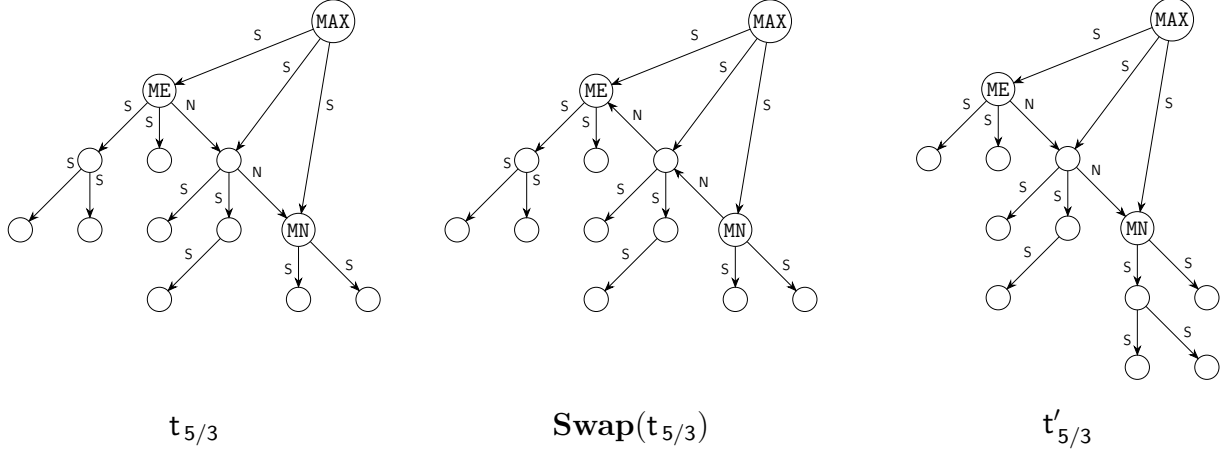 MAX MAX MAX
S S S
S S S
S S S
ME ME ME
S S N S S N S S N
S S S S
S S N S S N S S N
MN MN MN
S S S S S S S S S
S S
t5/3 Swap(t5/3) t′5/3